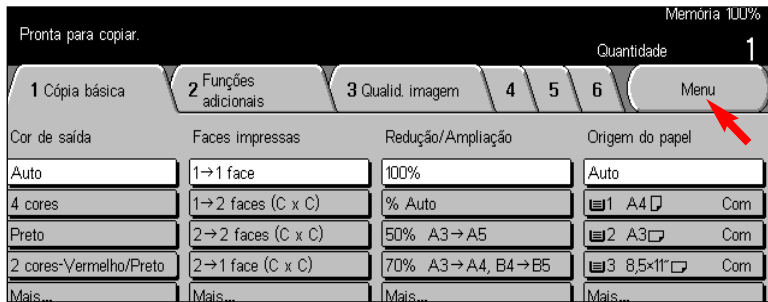 Memória 100%
Pronta para copiar.
Quantidade 1
1 Cópia básica
2 Funções adicionais
3 Qualid. imagem
4
5
6
Menu
Cor de saída
Auto
4 cores
Preto
2 cores-Vermelho/Preto
Mais...
Faces impressas
1→1 face
1→2 faces (C x C)
2→2 faces (C x C)
2→1 face (C x C)
Mais...
Redução/Ampliação
100%
% Auto
50% A3→A5
70% A3→A4, B4→B5
Mais...
Origem do papel
Auto
1 A4 Com
2 A3 Com
3 8,5×11" Com
Mais...